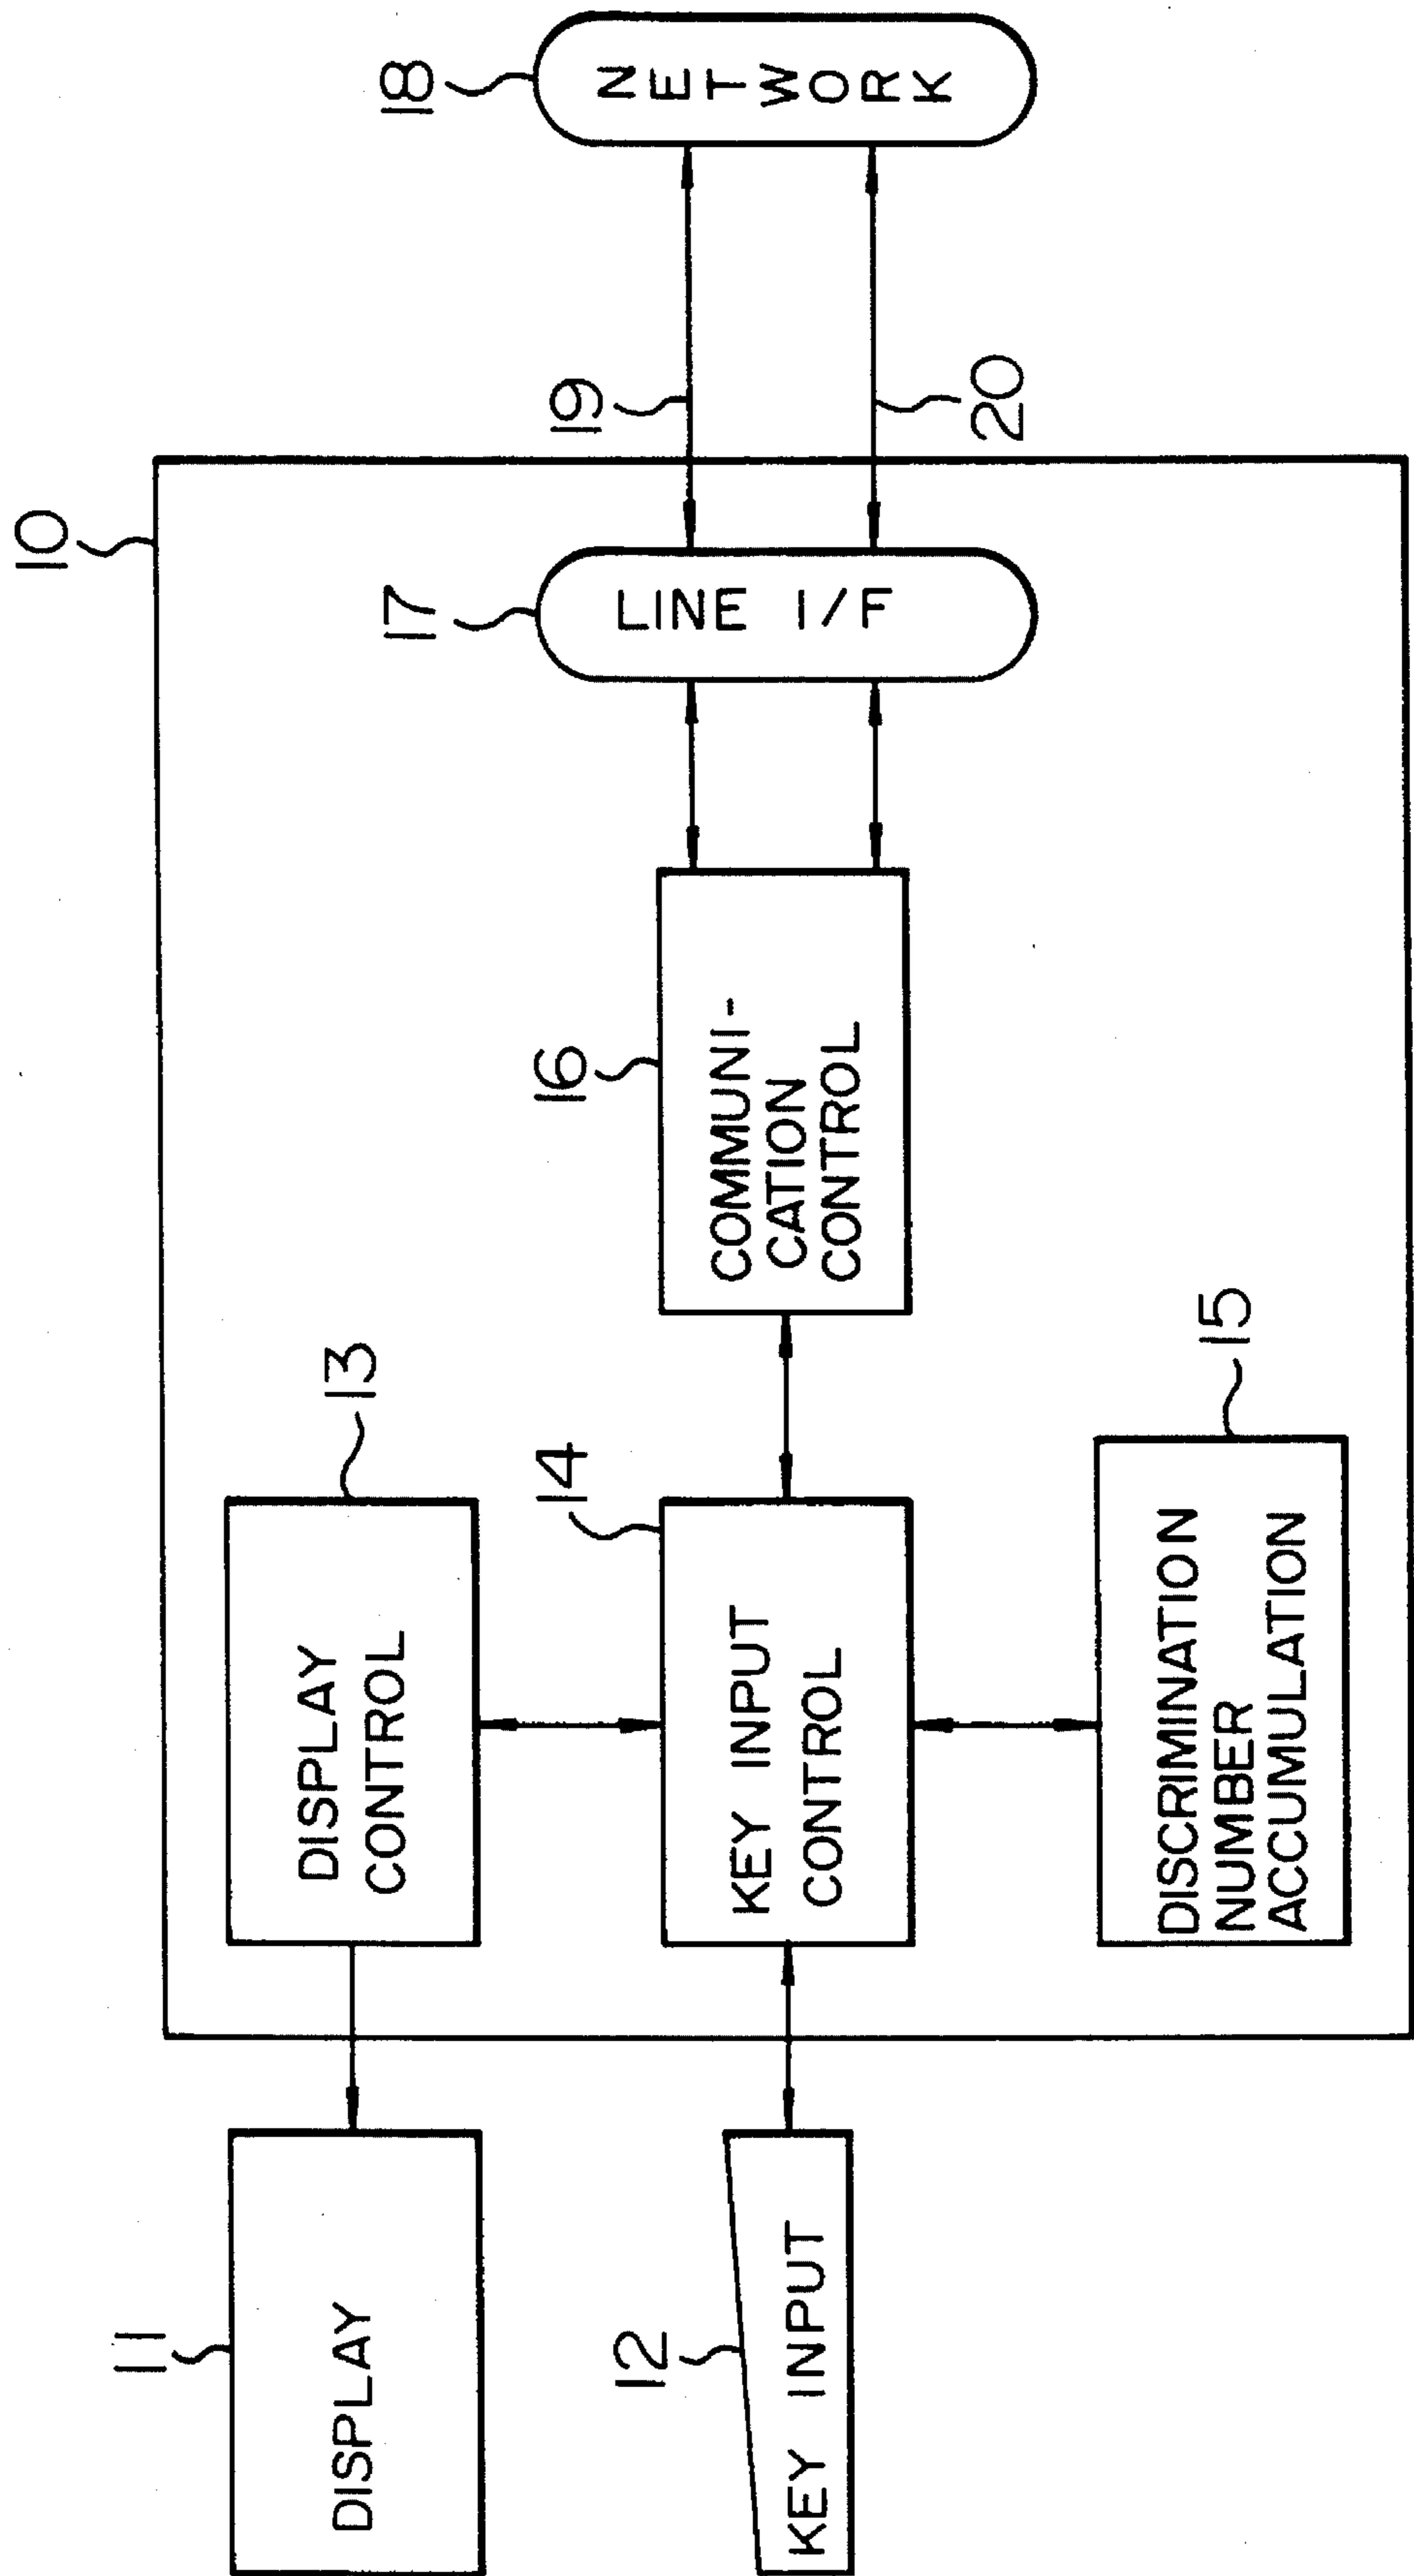 10
11
DISPLAY
12
KEY INPUT
13
DISPLAY
CONTROL
14
KEY INPUT
CONTROL
15
DISCRIMINATION
NUMBER
ACCUMULATION
16
COMMUNI-
CATION
CONTROL
17
LINE I/F
18
NETWORK
19
20